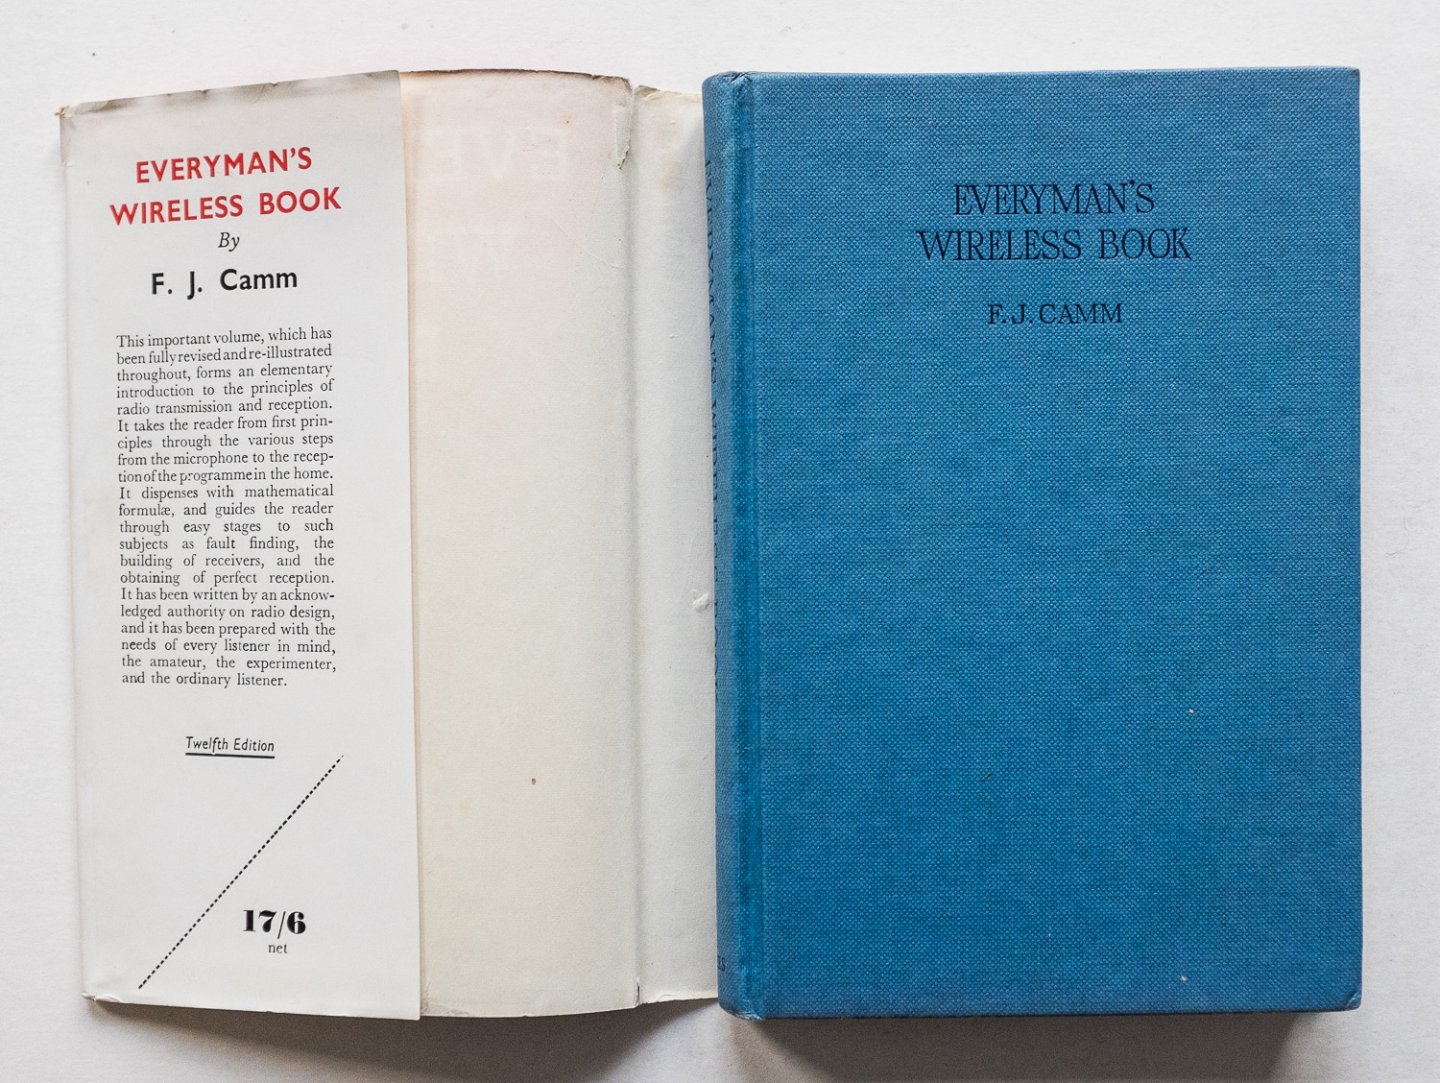 EVERYMAN'S
WIRELESS BOOK
By
F. J. Camm
This important volume, which has
been fully revised and re-illustrated
throughout, forms an elementary
introduction to the principles of
radio transmission and reception.
It takes the reader from first prin-
ciples through the various steps
from the microphone to the recep-
tion of the programme in the home.
It dispenses with mathematical
formulæ, and guides the reader
through easy stages to such
subjects as fault finding, the
building of receivers, and the
obtaining of perfect reception.
It has been written by an acknow-
ledged authority on radio design,
and it has been prepared with the
needs of every listener in mind,
the amateur, the experimenter,
and the ordinary listener.
Twelfth Edition
17/6
net
EVERYMAN'S
WIRELESS BOOK
F. J. CAMM